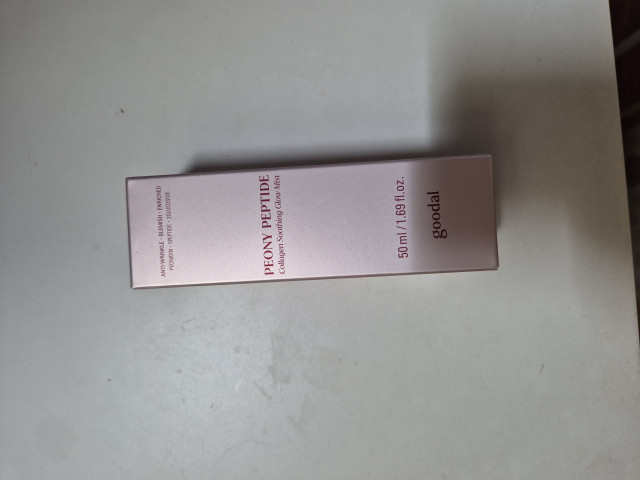 ANTI-WRINKLE · BLEMISH · ENRICHED
PEONY PEPTIDE
Collagen Soothing Glow Mist
50 ml / 1.69 fl.oz.
goodal